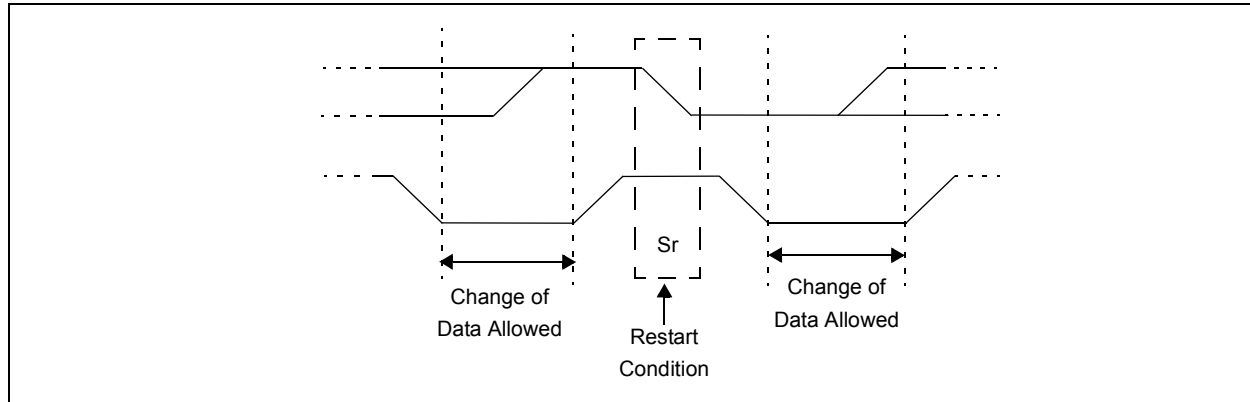 Sr
Change of
Data Allowed
Restart
Condition
Change of
Data Allowed